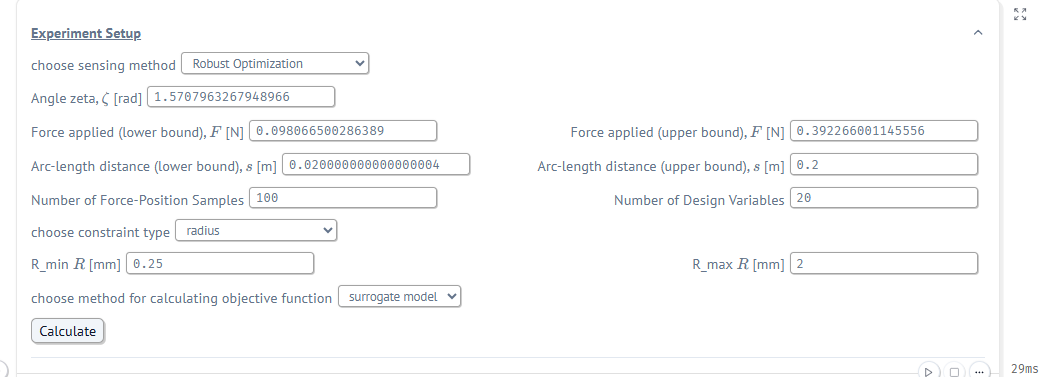 Experiment Setup
choose sensing method Robust Optimization
Angle zeta, ζ [rad] 1.5707963267948966
Force applied (lower bound), F [N] 0.098066500286389 Force applied (upper bound), F [N] 0.392266001145556
Arc-length distance (lower bound), s [m] 0.020000000000000004 Arc-length distance (upper bound), s [m] 0.2
Number of Force-Position Samples 100 Number of Design Variables 20
choose constraint type radius
R_min R [mm] 0.25 R_max R [mm] 2
choose method for calculating objective function surrogate model
Calculate
29ms